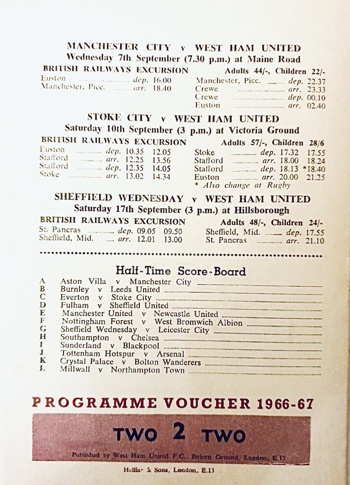 MANCHESTER CITY v WEST HAM UNITED
Wednesday 7th September (7.30 p.m.) at Maine Road
BRITISH RAILWAYS EXCURSION Adults 44/-, Children 22/-
Euston dep. 16.00 Manchester, Picc. dep. 22.37
Manchester, Picc. arr. 18.40 Crewe arr. 23.33
Crewe dep. 00.10
Euston arr. 02.40
STOKE CITY v WEST HAM UNITED
Saturday 10th September (3 p.m.) at Victoria Ground
BRITISH RAILWAYS EXCURSION Adults 57/-, Children 28/6
Euston dep. 10.35 12.05 Stoke dep. 17.32 17.55
Stafford arr. 12.25 13.56 Stafford arr. 18.00 18.24
Stafford dep. 12.35 14.05 Stafford dep. 18.13 *18.40
Stoke arr. 13.02 14.34 Euston arr. 20.00 21.25
* Also change at Rugby
SHEFFIELD WEDNESDAY v WEST HAM UNITED
Saturday 17th September (3 p.m.) at Hillsborough
BRITISH RAILWAYS EXCURSION Adults 48/-, Children 24/-
St. Pancras dep. 09.05 09.50 Sheffield, Mid. dep. 17.55
Sheffield, Mid. arr. 12.01 13.00 St. Pancras arr. 21.10
Half-Time Score-Board
A Aston Villa v Manchester City
B Burnley v Leeds United
C Everton v Stoke City
D Fulham v Sheffield United
E Manchester United v Newcastle United
F Nottingham Forest v West Bromwich Albion
G Sheffield Wednesday v Leicester City
H Southampton v Chelsea
I Sunderland v Blackpool
J Tottenham Hotspur v Arsenal
K Crystal Palace v Bolton Wanderers
L Millwall v Northampton Town
PROGRAMME VOUCHER 1966-67
TWO 2 TWO
Published by West Ham United F.C., Boleyn Ground, London, E.13
Helliar & Sons, London, E.13